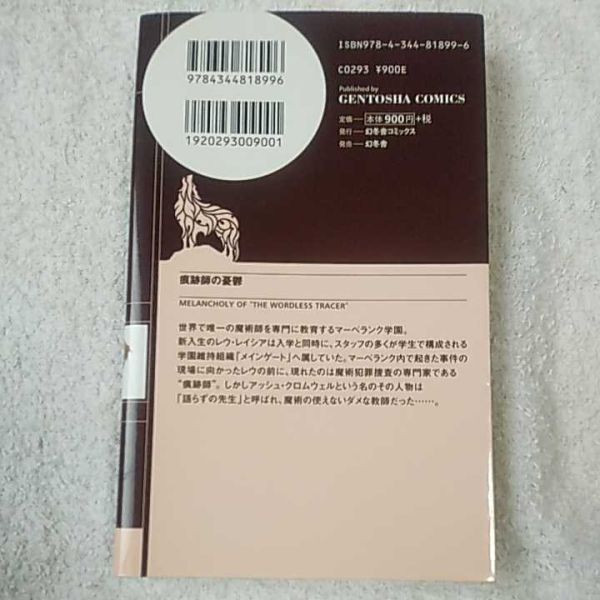 ISBN978-4-344-81899-6
9784344818996
C0293 ¥900E
Published by
GENTOSHA COMICS
定価—本体900円+税
発行—幻冬舎コミックス
発売—幻冬舎
1920293009001
痕跡師の憂鬱
MELANCHOLY OF "THE WORDLESS TRACER"
世界で唯一の魔術師を専門に教育するマーベランク学園。
新入生のレウ・レイシアは入学と同時に、スタッフの多くが学生で構成される
学園維持組織「メインゲート」へ属していた。マーベランク内で起きた事件の
現場に向かったレウの前に、現れたのは魔術犯罪捜査の専門家である
"痕跡師"。しかしアッシュ・クロムウェルという名のその人物は
「語らずの先生」と呼ばれ、魔術の使えないダメな教師だった……。